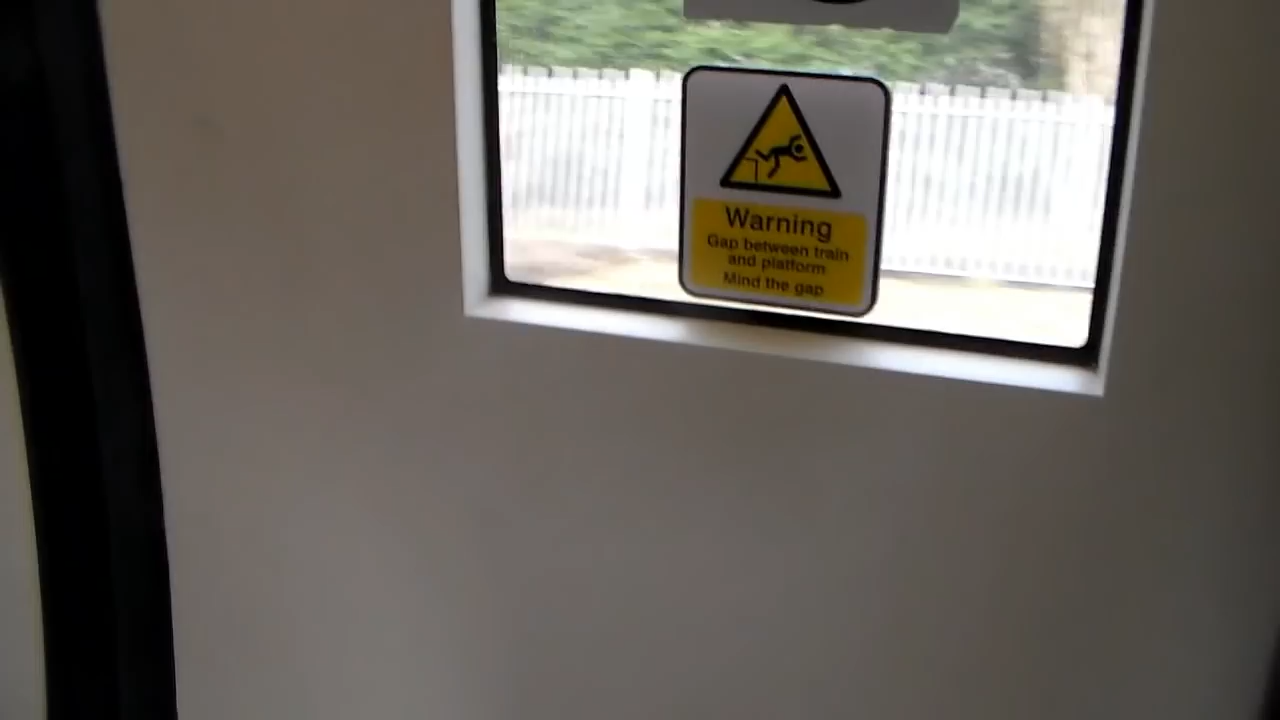 Warning
Gap between train
and platform
Mind the gap